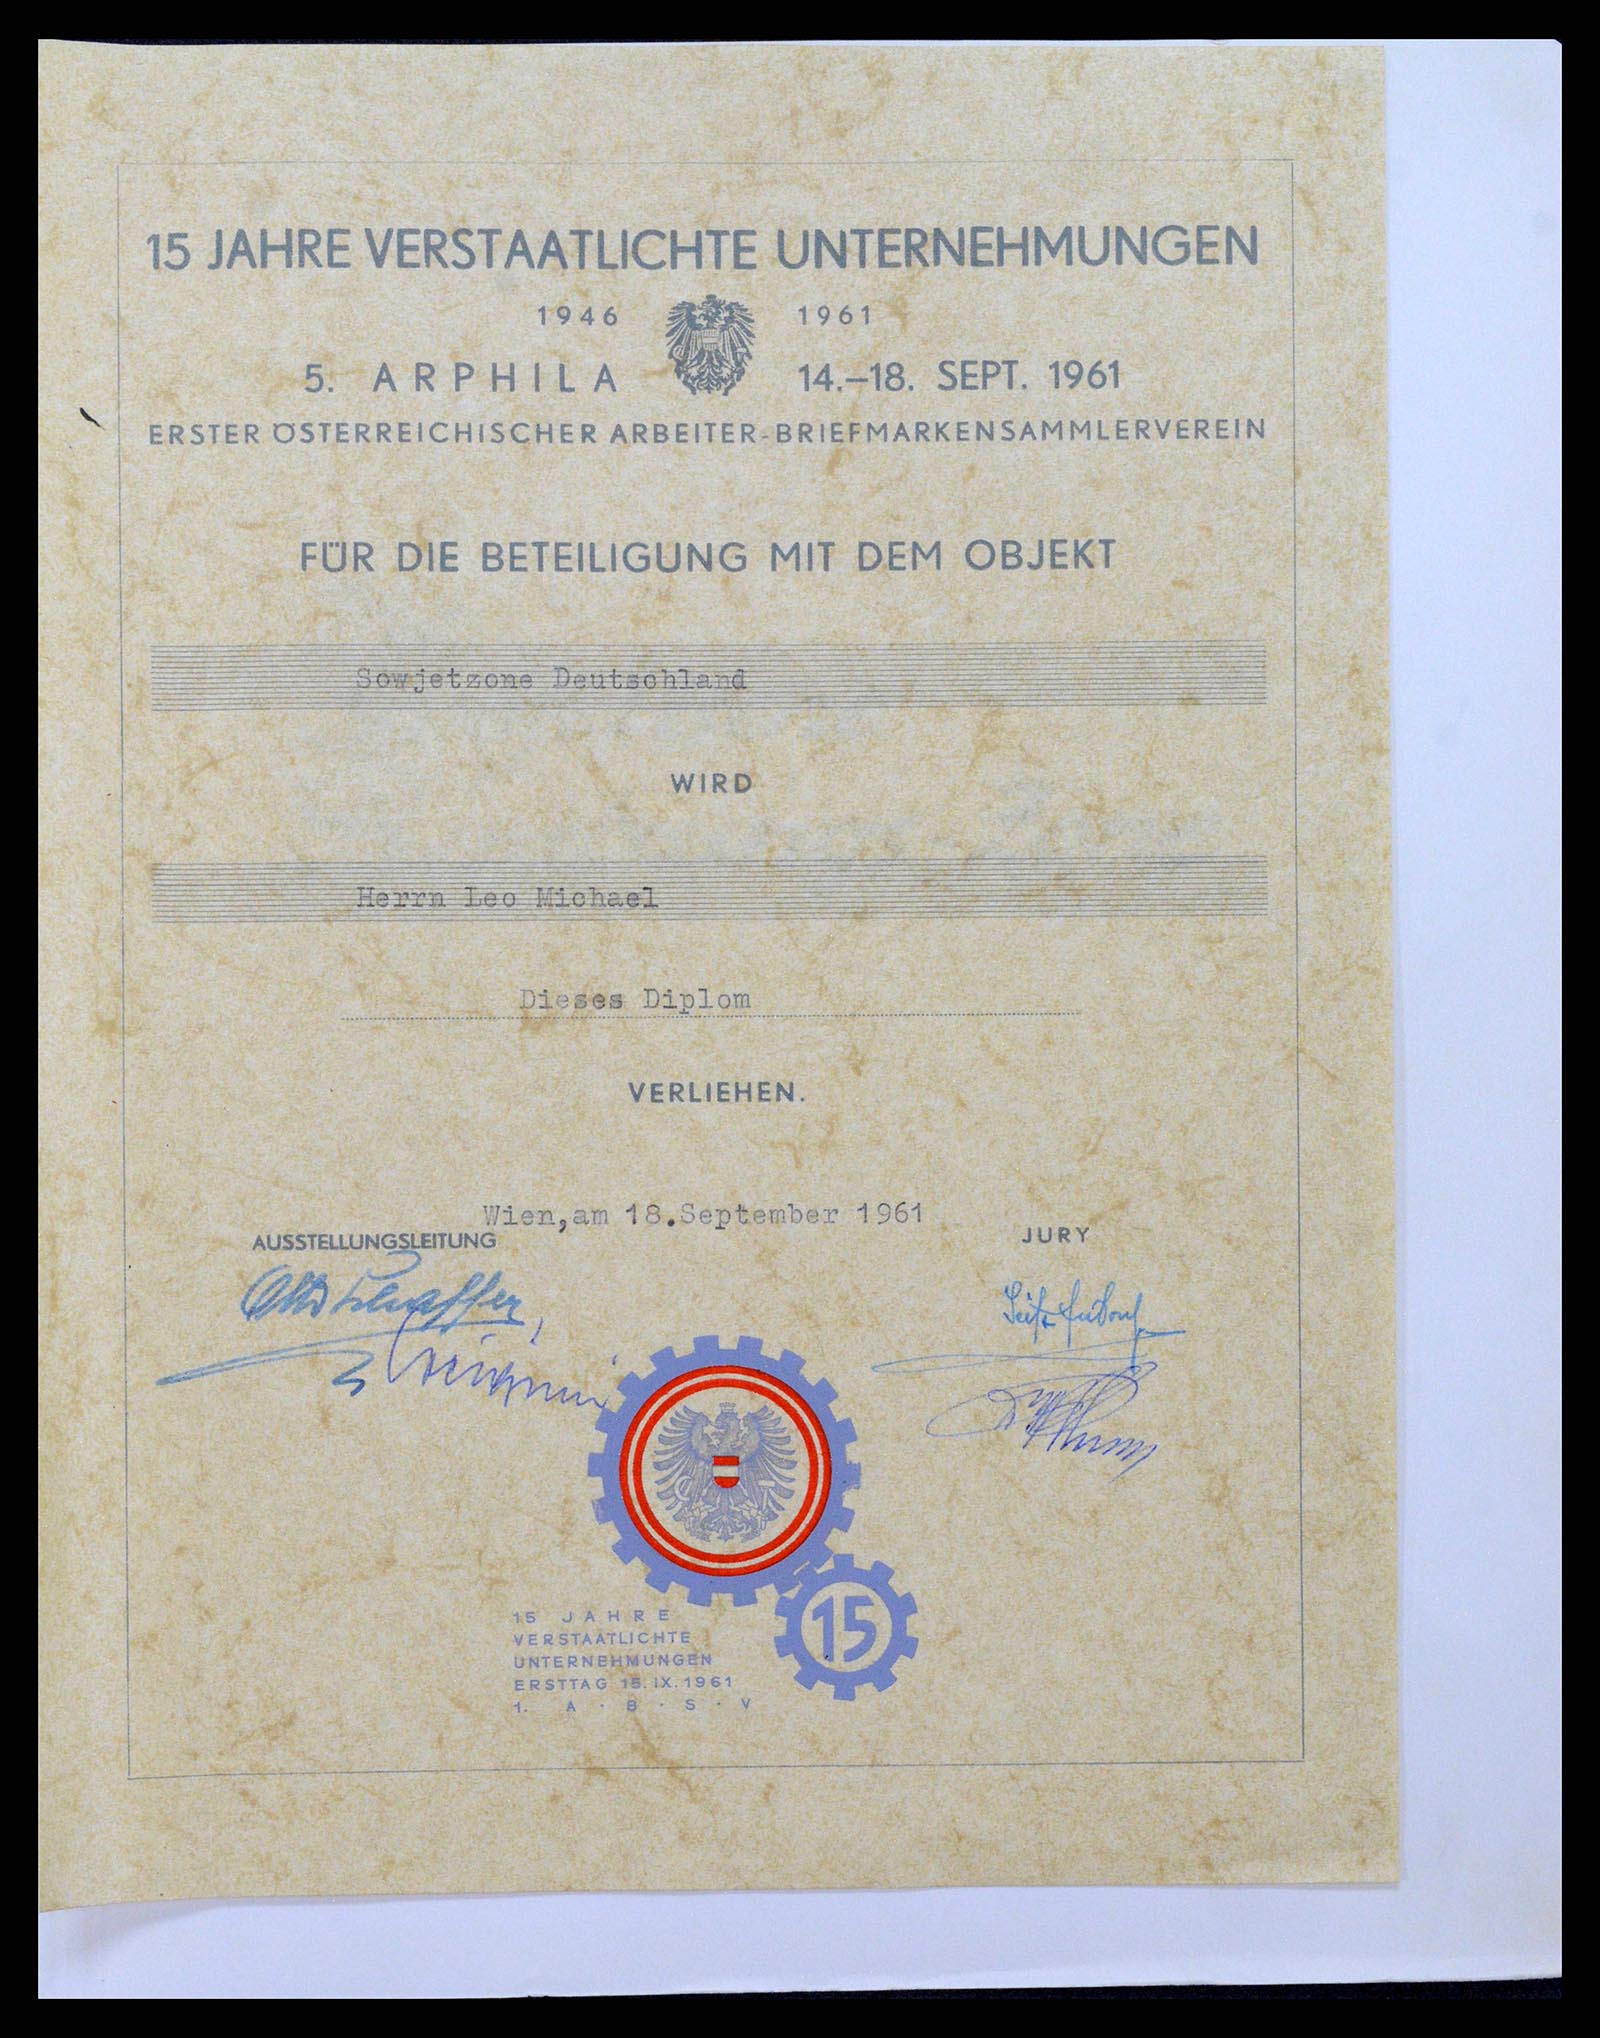 15 JAHRE VERSTAATLICHTE UNTERNEHMUNGEN
1946 1961
5. ARPHILA 14.–18. SEPT. 1961
ERSTER ÖSTERREICHISCHER ARBEITER-BRIEFMARKENSAMMLERVEREIN
FÜR DIE BETEILIGUNG MIT DEM OBJEKT
Sowjetzone Deutschland
WIRD
Herrn Leo Michael
Dieses Diplom
VERLIEHEN.
Wien,am 18.September 1961
AUSSTELLUNGSLEITUNG JURY
Otto
15
15 JAHRE
VERSTAATLICHTE
UNTERNEHMUNGEN
ERSTTAG 15.IX.1961
1. A · B · S · V